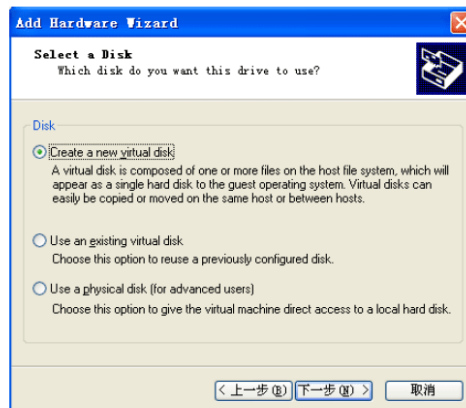 Add Hardware Wizard
Select a Disk
Which disk do you want this drive to use?
Disk
Create a new virtual disk
A virtual disk is composed of one or more files on the host file system, which will
appear as a single hard disk to the guest operating system. Virtual disks can
easily be copied or moved on the same host or between hosts.
Use an existing virtual disk
Choose this option to reuse a previously configured disk.
Use a physical disk (for advanced users)
Choose this option to give the virtual machine direct access to a local hard disk.
< 上一步(B) 下一步(N) > 取消